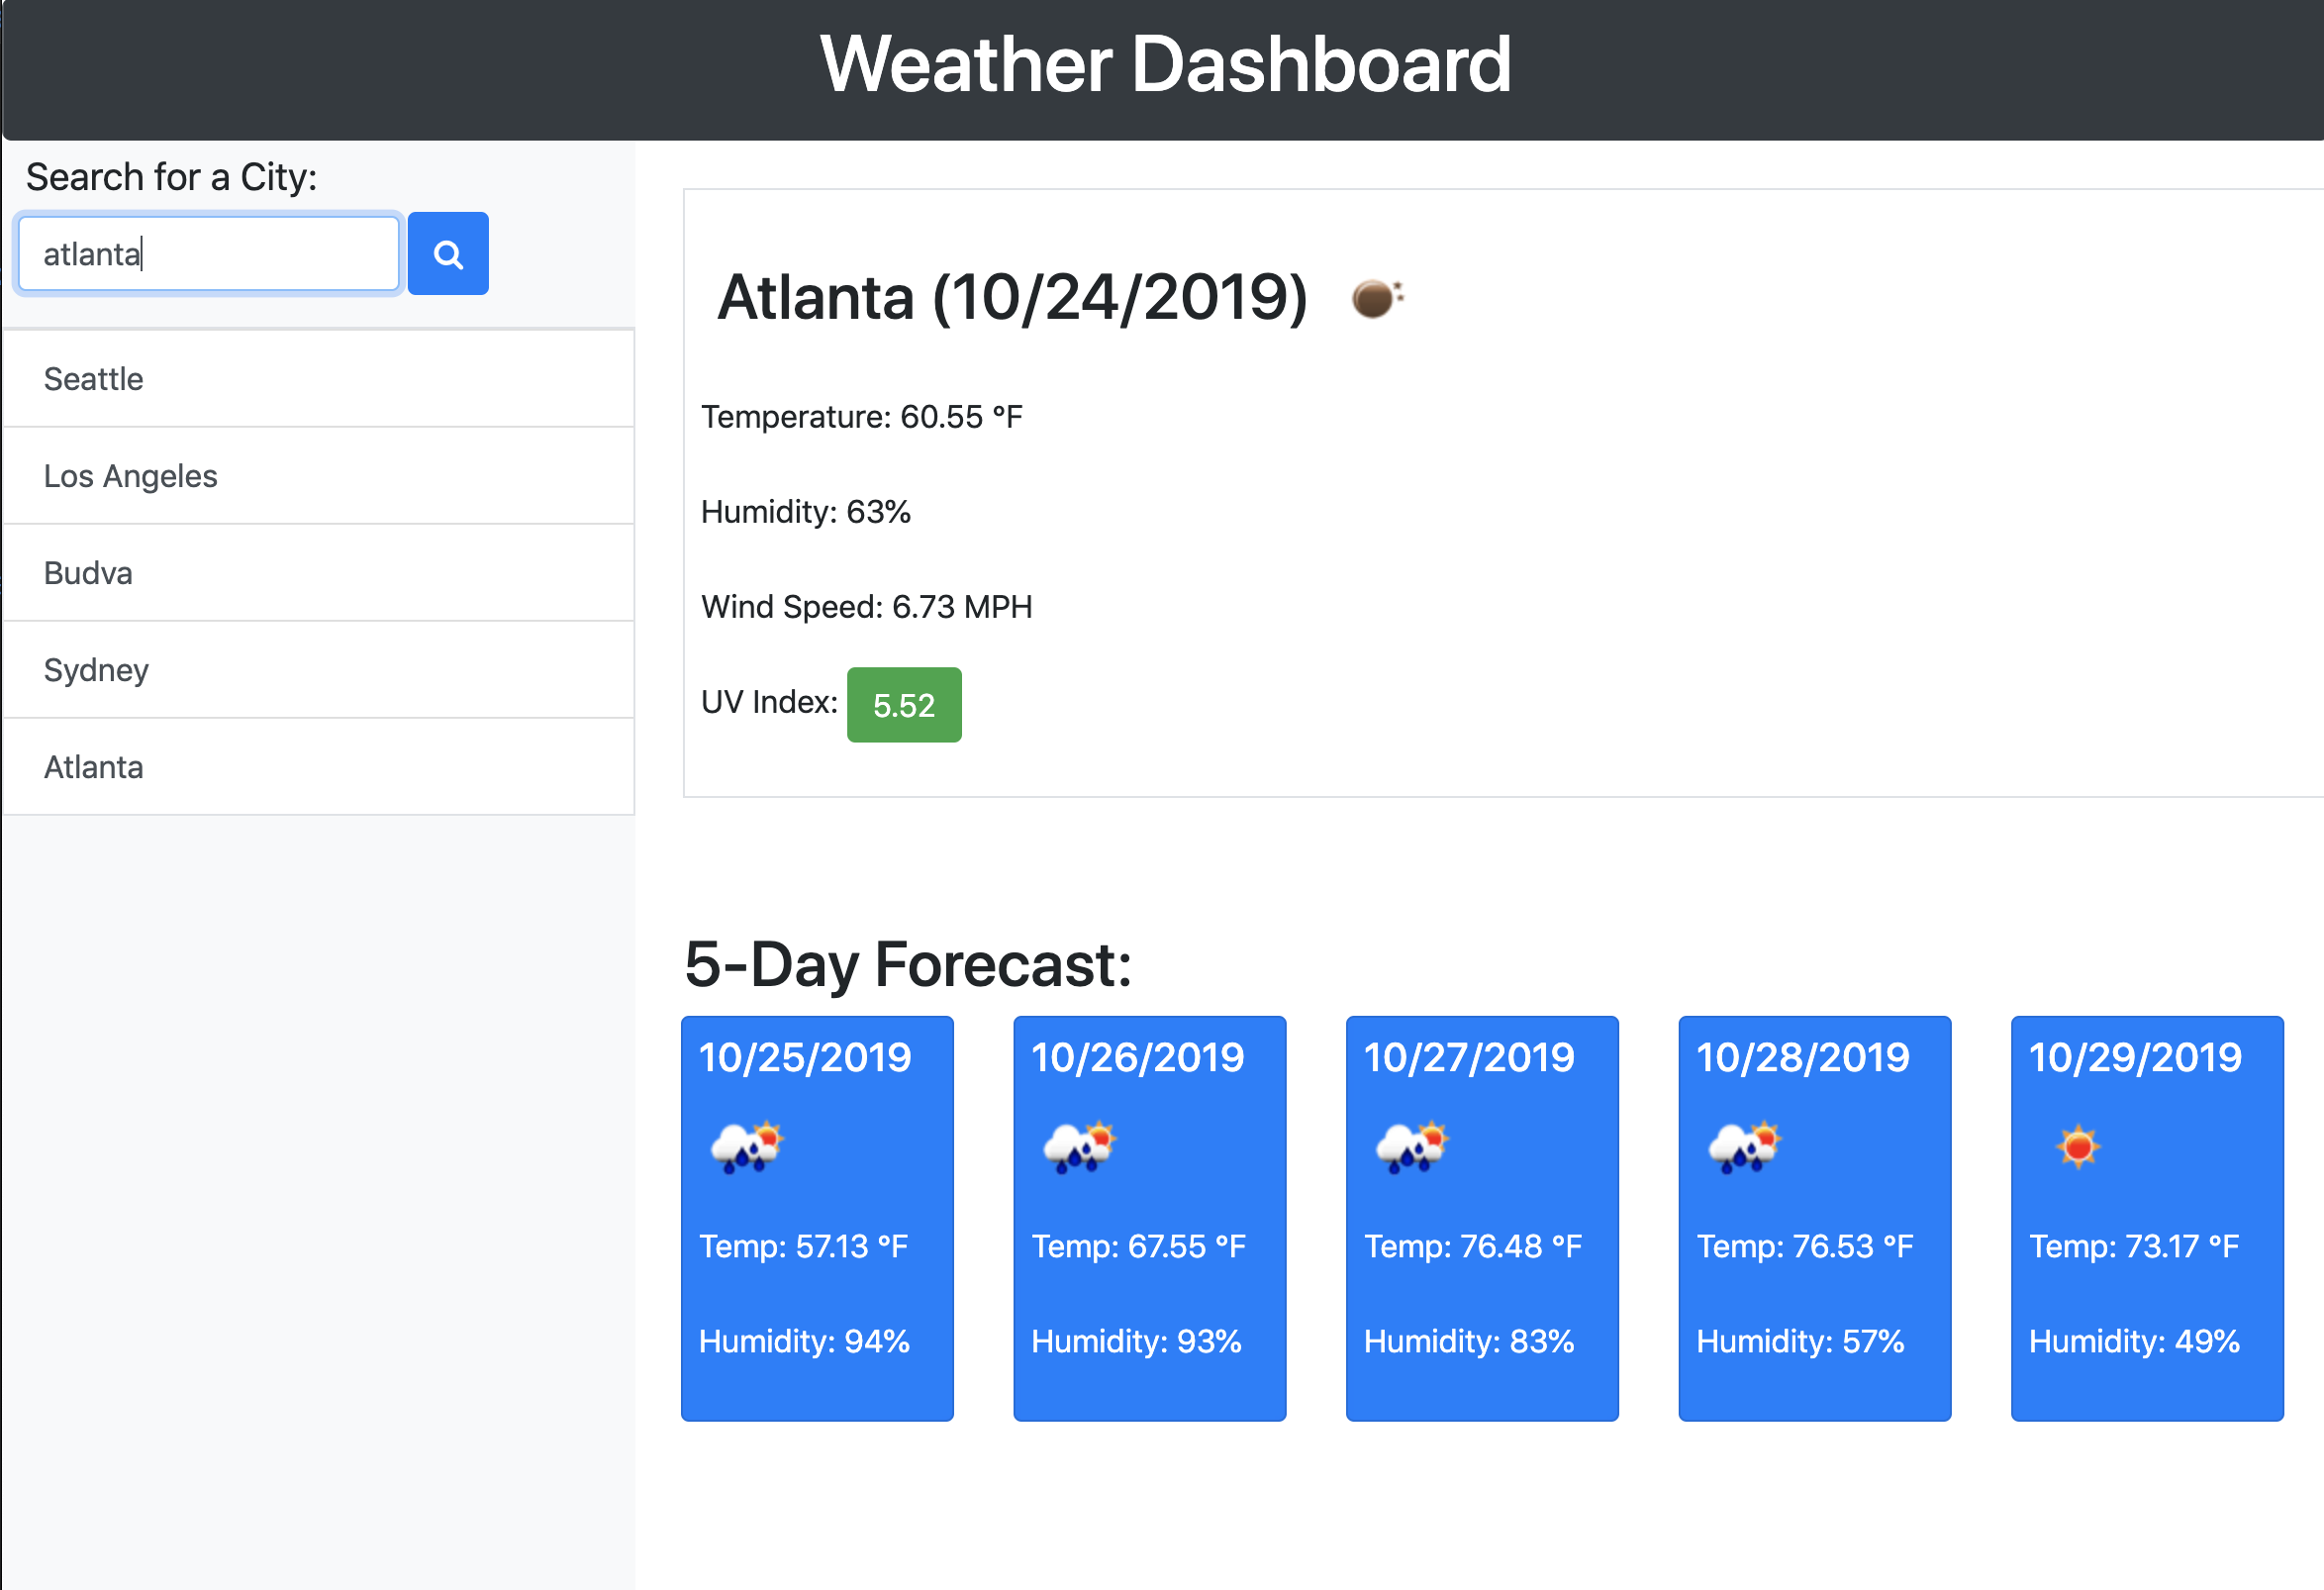 Weather Dashboard
Search for a City:
atlanta
Seattle
Los Angeles
Budva
Sydney
Atlanta
Atlanta (10/24/2019)
Temperature: 60.55 °F
Humidity: 63%
Wind Speed: 6.73 MPH
UV Index: 5.52
5-Day Forecast:
10/25/2019
Temp: 57.13 °F
Humidity: 94%
10/26/2019
Temp: 67.55 °F
Humidity: 93%
10/27/2019
Temp: 76.48 °F
Humidity: 83%
10/28/2019
Temp: 76.53 °F
Humidity: 57%
10/29/2019
Temp: 73.17 °F
Humidity: 49%